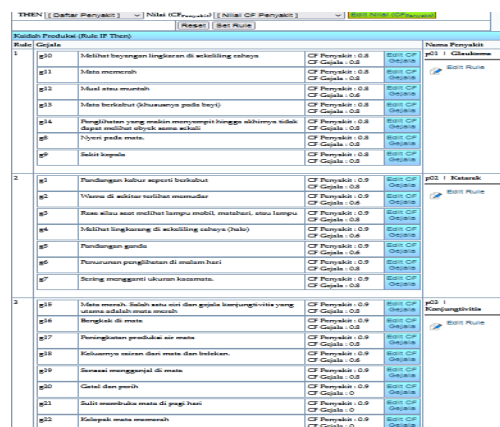 THEN [ Daftar Penyakit ] Nilai (CFPenyakit) [ Nilai CF Penyakit ] Edit Nilai (CFPenyakit)
Reset Set Rule
Kaidah Produksi (Rule IF Then)
Rule Gejala Nama Penyakit
1 g10 Melihat bayangan lingkaran di sekeliling cahaya CF Penyakit : 0.8 Edit CF p01 | Glaukoma
CF Gejala : 0.8 Gejala
Edit Rule
g11 Mata memerah CF Penyakit : 0.8 Edit CF
CF Gejala : 0.8 Gejala
g12 Mual atau muntah CF Penyakit : 0.8 Edit CF
CF Gejala : 0.6 Gejala
g13 Mata berkabut (khususnya pada bayi) CF Penyakit : 0.8 Edit CF
CF Gejala : 0.8 Gejala
g14 Penglihatan yang makin menyempit hingga akhirnya tidak CF Penyakit : 0.8 Edit CF
dapat melihat obyek sama sekali CF Gejala : 0.8 Gejala
g8 Nyeri pada mata. CF Penyakit : 0.8 Edit CF
CF Gejala : 0.8 Gejala
g9 Sakit kepala CF Penyakit : 0.8 Edit CF
CF Gejala : 0.8 Gejala
2 g1 Pandangan kabur seperti berkabut CF Penyakit : 0.9 Edit CF p02 | Katarak
CF Gejala : 0.8 Gejala
Edit Rule
g2 Warna di sekitar terlihat memudar CF Penyakit : 0.9 Edit CF
CF Gejala : 0.6 Gejala
g3 Rasa silau saat melihat lampu mobil, matahari, atau lampu CF Penyakit : 0.9 Edit CF
CF Gejala : 0.8 Gejala
g4 Melihat lingkarang di sekeliling cahaya (halo) CF Penyakit : 0.9 Edit CF
CF Gejala : 0.6 Gejala
g5 Pandangan ganda CF Penyakit : 0.9 Edit CF
CF Gejala : 0.6 Gejala
g6 Penurunan penglihatan di malam hari CF Penyakit : 0.9 Edit CF
CF Gejala : 0.8 Gejala
g7 Sering mengganti ukuran kacamata. CF Penyakit : 0.9 Edit CF
CF Gejala : 0.8 Gejala
3 g15 Mata merah. Salah satu ciri dan gejala konjungtivitis yang CF Penyakit : 0.9 Edit CF p03 |
utama adalah mata merah CF Gejala : 0.8 Gejala Konjungtivitis
g16 Bengkak di mata CF Penyakit : 0.9 Edit CF
CF Gejala : 0.8 Gejala
Edit Rule
g17 Peningkatan produksi air mata CF Penyakit : 0.9 Edit CF
CF Gejala : 0.8 Gejala
g18 Keluarnya cairan dari mata dan belekan. CF Penyakit : 0.9 Edit CF
CF Gejala : 0.8 Gejala
g19 Sensasi mengganjal di mata CF Penyakit : 0.9 Edit CF
CF Gejala : 0.8 Gejala
g20 Gatal dan perih CF Penyakit : 0.9 Edit CF
CF Gejala : 0 Gejala
g21 Sulit membuka mata di pagi hari CF Penyakit : 0.9 Edit CF
CF Gejala : 0 Gejala
g22 Kelopak mata memerah CF Penyakit : 0.9 Edit CF
CF Gejala : 0 Gejala